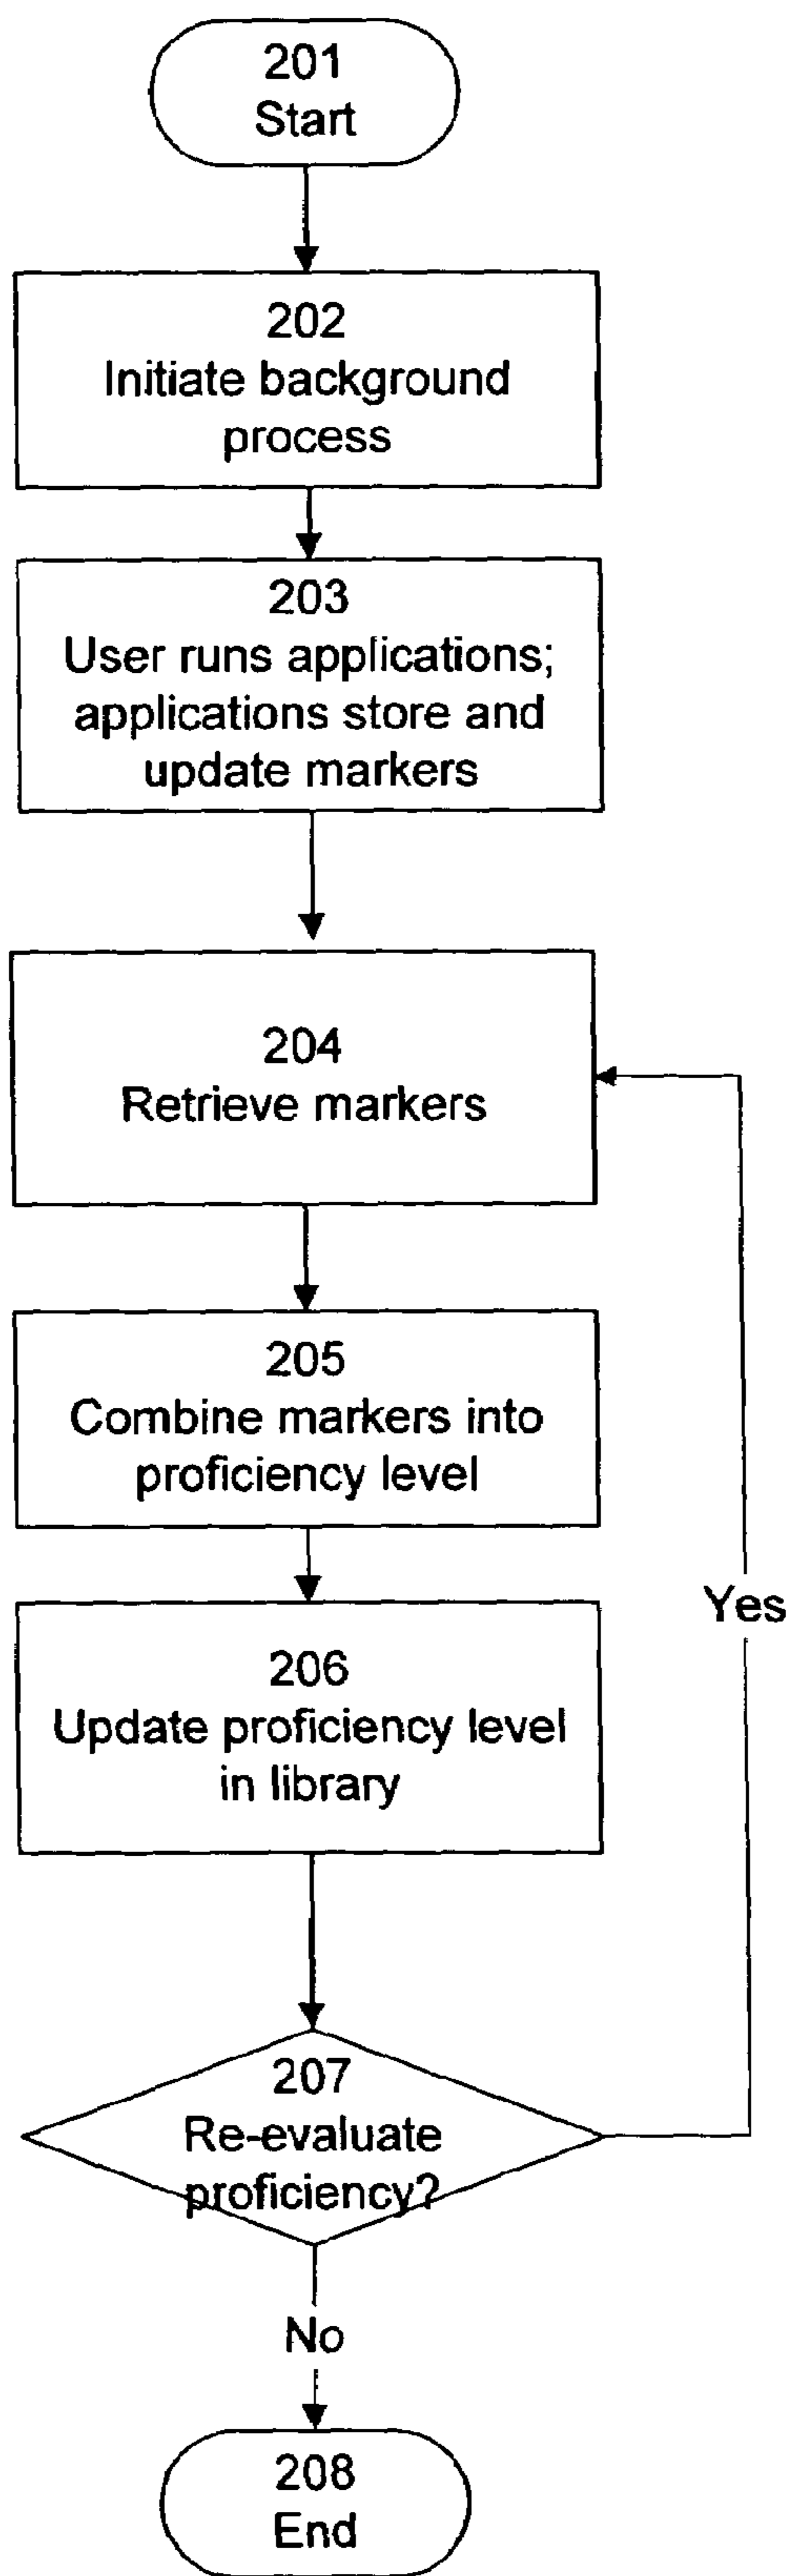 201
Start
202
Initiate background
process
203
User runs applications;
applications store and
update markers
204
Retrieve markers
205
Combine markers into
proficiency level
Yes
206
Update proficiency level
in library
207
Re-evaluate
proficiency?
No
208
End